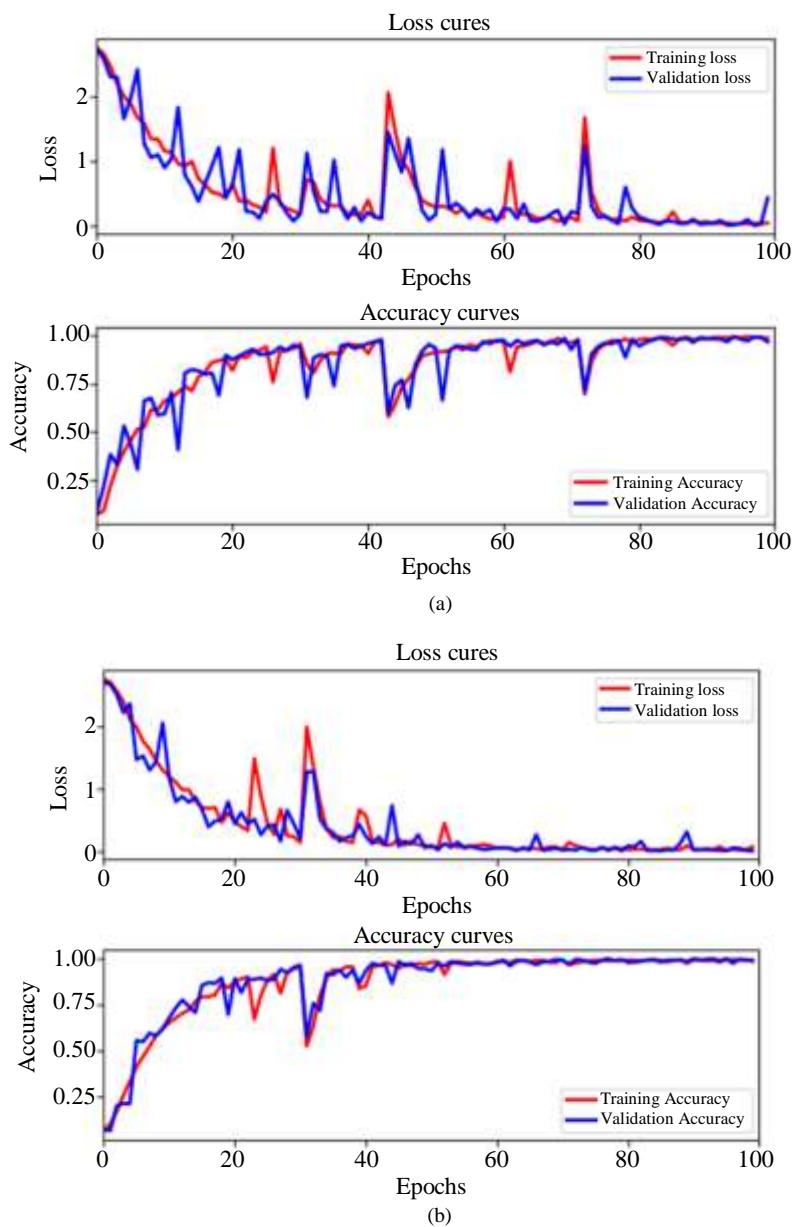 Loss cures
Training loss
Validation loss
2
1
0
Loss
0 20 40 60 80 100
Epochs
Accuracy curves
1.00
0.75
0.50
0.25
Accuracy
Training Accuracy
Validation Accuracy
0 20 40 60 80 100
Epochs
(a)
Loss cures
Training loss
Validation loss
2
1
0
Loss
0 20 40 60 80 100
Epochs
Accuracy curves
1.00
0.75
0.50
0.25
Accuracy
Training Accuracy
Validation Accuracy
0 20 40 60 80 100
Epochs
(b)